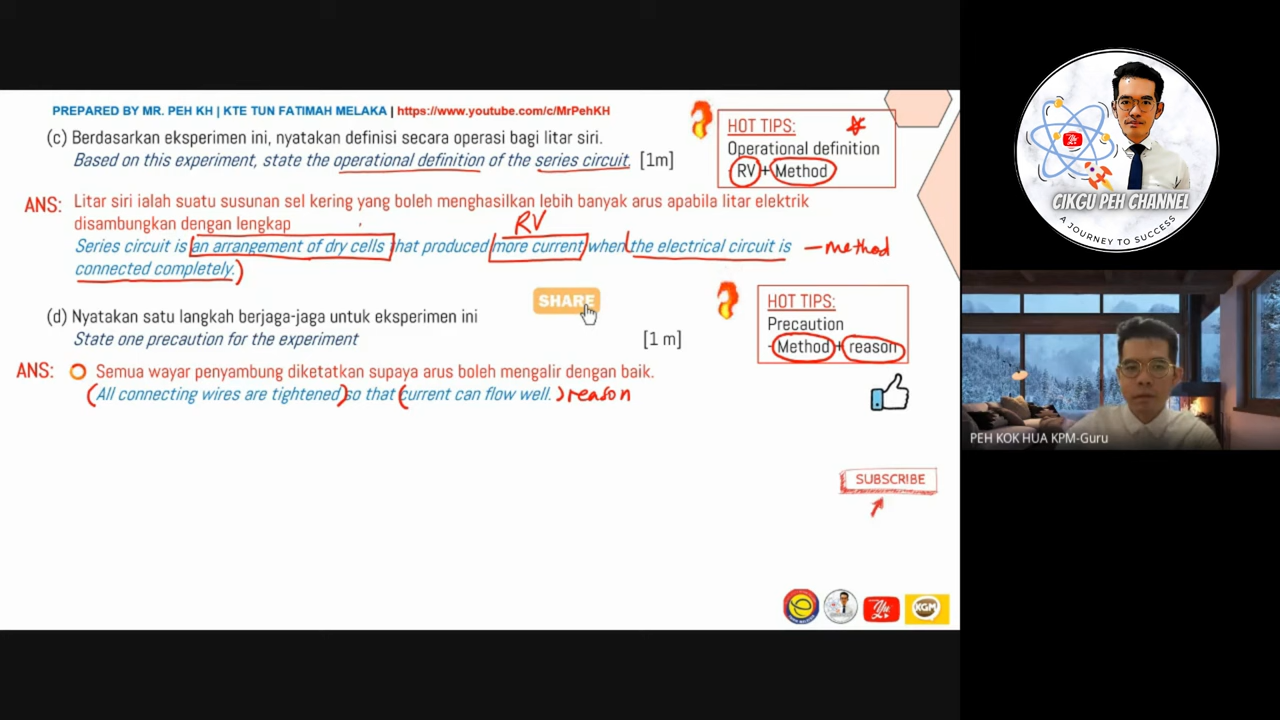 PREPARED BY MR. PEH KH | KTE TUN FATIMAH MELAKA | https://www.youtube.com/c/MrPehKH
(c) Berdasarkan eksperimen ini, nyatakan definisi secara operasi bagi litar siri.
Based on this experiment, state the operational definition of the series circuit. [1m]
HOT TIPS:
Operational definition
- RV + Method
ANS: Litar siri ialah suatu susunan sel kering yang boleh menghasilkan lebih banyak arus apabila litar elektrik
disambungkan dengan lengkap
RV
Series circuit is an arrangement of dry cells that produced more current when the electrical circuit is – method
connected completely.)
SHARE
(d) Nyatakan satu langkah berjaga-jaga untuk eksperimen ini
State one precaution for the experiment [1 m]
HOT TIPS:
Precaution
- Method + reason
ANS: Semua wayar penyambung diketatkan supaya arus boleh mengalir dengan baik.
(All connecting wires are tightened) so that (current can flow well.) reason
SUBSCRIBE
KGM
CIKGU PEH CHANNEL
A JOURNEY TO SUCCESS
PEH KOK HUA KPM-Guru